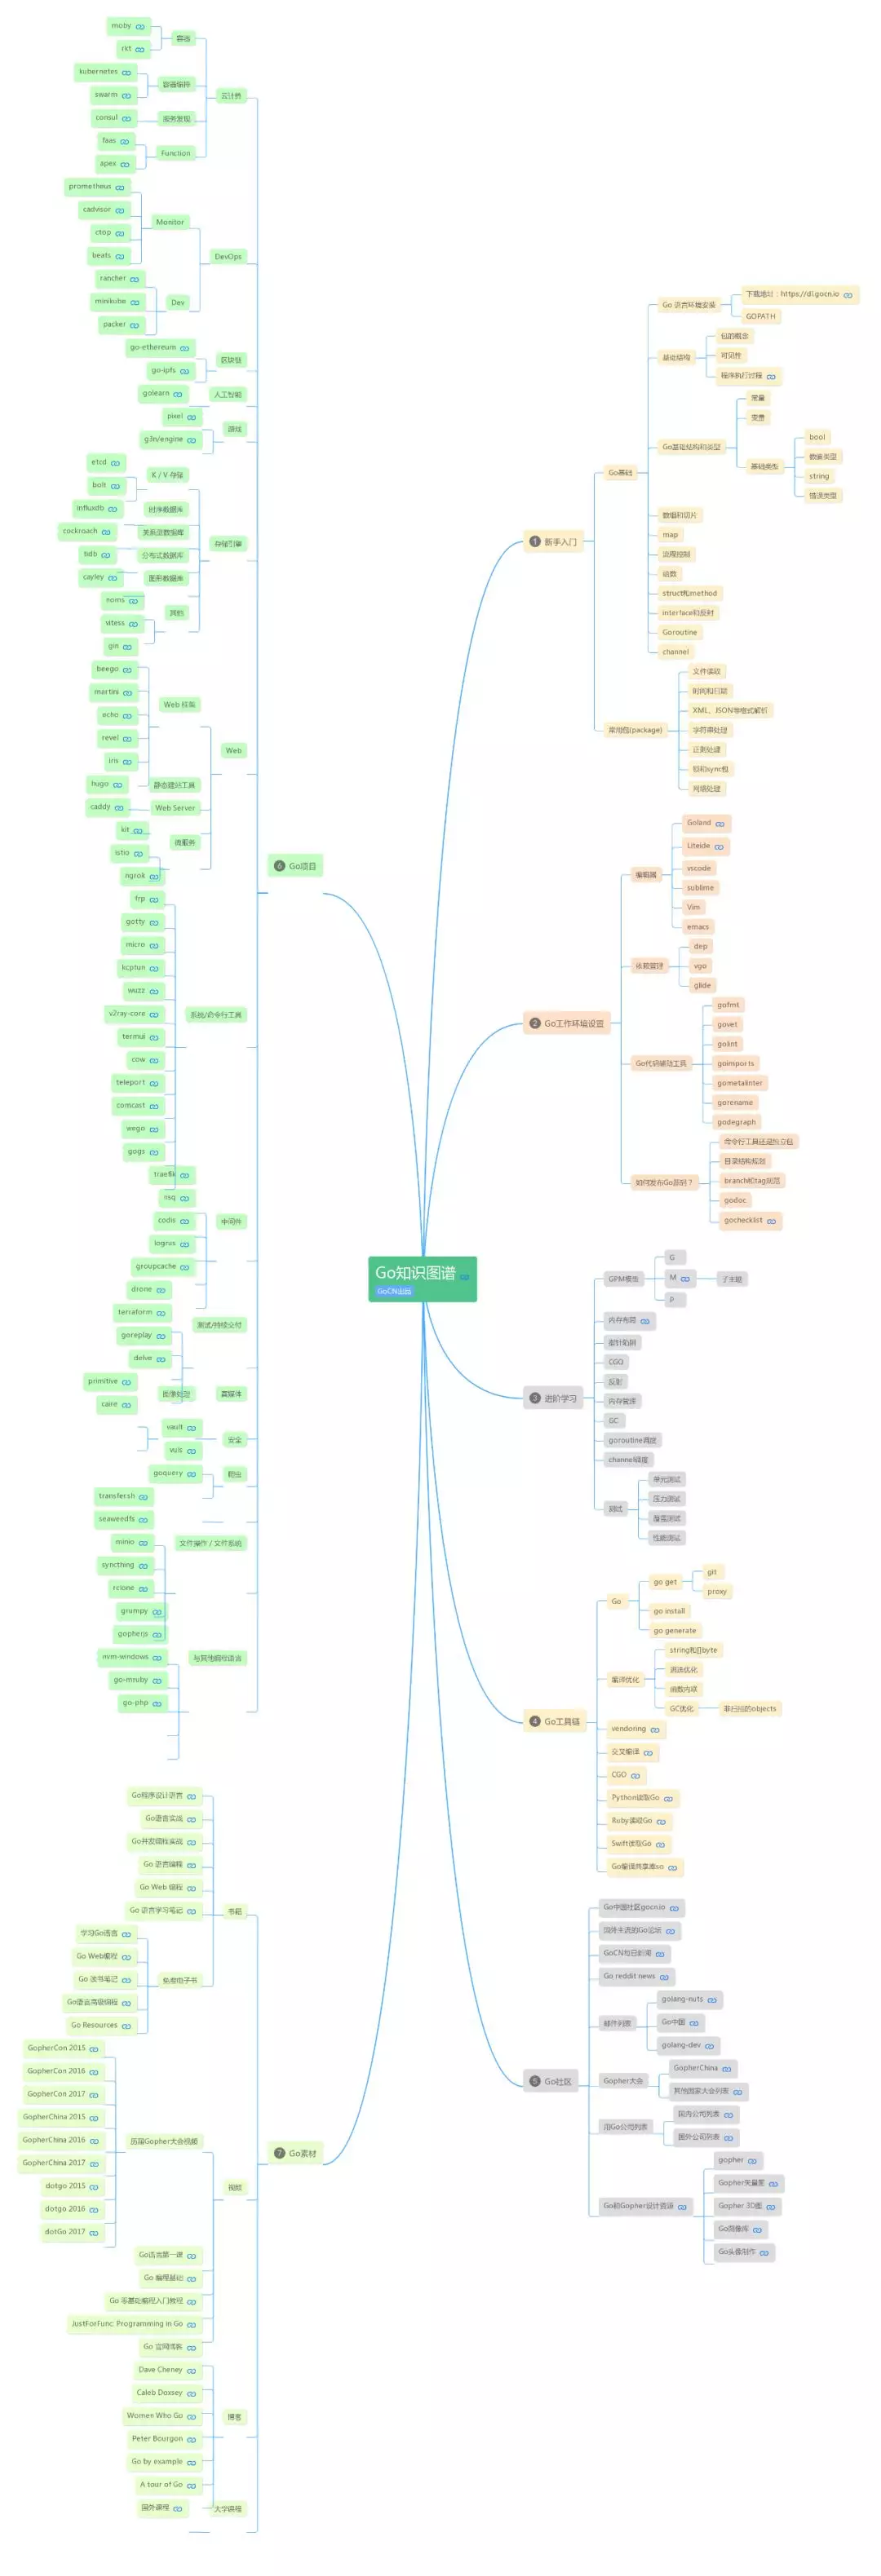 Go知识图谱
GoCN出品
1 新手入门
Go基础
Go 语言环境安装
下载地址：https://dl.gocn.io
GOPATH
基础结构
包的概念
可见性
程序执行过程
Go基础结构和类型
常量
变量
基础类型
bool
数值类型
string
数组和切片
map
流程控制
函数
struct和method
interface和反射
Goroutine
channel
常用包(package)
文件读取
时间和日期
XML、JSON等格式解析
字符串处理
正则处理
锁和sync包
网络处理
2 Go工作环境设置
编辑器
Goland
Liteide
vscode
sublime
Vim
emacs
依赖管理
dep
vgo
glide
Go代码辅助工具
gofmt
govet
golint
goimports
gometalinter
gorename
godegraph
如何发布Go源码？
命令行工具还是独立包
目录结构规划
branch和tag规范
godoc
gochecklist
3 进阶学习
GPM模型
G
M
P
内存布局
指针陷阱
CGO
反射
内存管理
GC
goroutine调度
channel调度
测试
单元测试
压力测试
覆盖测试
性能测试
4 Go工具链
Go
go get
git
proxy
go install
go generate
编译优化
string和[]byte
逃逸优化
函数内联
GC优化
非扫描的objects
vendoring
交叉编译
CGO
Python读取Go
Ruby读取Go
Swift读取Go
Go编译共享库so
5 Go社区
Go中国社区gocn.io
国外主流的Go论坛
GoCN每日新闻
Go reddit news
邮件列表
golang-nuts
Go中国
golang-dev
Gopher大会
GopherChina
其他国家大会列表
用Go公司列表
国内公司列表
国外公司列表
Go和Gopher设计资源
gopher
Gopher矢量图
Gopher 3D图
Go图像库
Go头像制作
6 Go项目
云计算
容器
moby
rkt
容器编排
kubernetes
swarm
服务发现
consul
Function
faas
apex
DevOps
Monitor
prometheus
cadvisor
ctop
beats
Dev
rancher
minikube
packer
区块链
go-ethereum
go-ipfs
人工智能
golearn
游戏
pixel
g3n/engine
存储引擎
K / V 存储
etcd
bolt
时序数据库
influxdb
关系型数据库
cockroach
分布式数据库
tidb
图形数据库
cayley
其他
noms
vitess
gin
Web
Web 框架
beego
martini
echo
revel
iris
静态建站工具
hugo
Web Server
caddy
微服务
kit
istio
ngrok
系统/命令行工具
frp
gotty
micro
kcptun
wuzz
v2ray-core
termui
cow
teleport
comcast
wego
gogs
traefik
nsq
中间件
codis
logrus
groupcache
drone
测试/持续交付
terraform
goreplay
delve
多媒体
图像处理
primitive
caire
安全
vault
vuls
爬虫
goquery
transfer.sh
seaweedfs
文件操作 / 文件系统
minio
syncthing
rclone
grumpy
gopherjs
与其他编程语言
nvm-windows
go-mruby
go-php
7 Go素材
书籍
Go程序设计语言
Go语言实战
Go并发编程实战
Go 语言编程
Go Web 编程
Go 语言学习笔记
免费电子书
学习Go语言
Go Web编程
Go 读书笔记
Go语言高级编程
Go Resources
视频
历届Gopher大会视频
GopherCon 2015
GopherCon 2016
GopherCon 2017
GopherChina 2015
GopherChina 2016
GopherChina 2017
dotgo 2015
dotgo 2016
dotGo 2017
Go语言第一课
Go 编程基础
Go 零基础编程入门教程
JustForFunc: Programming in Go
Go 官网博客
博客
Dave Cheney
Caleb Doxsey
Women Who Go
Peter Bourgon
Go by example
A tour of Go
大学课程
国外课程